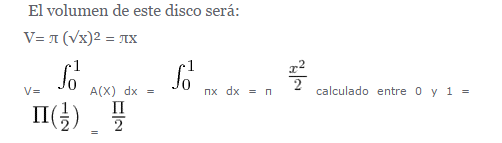 El volumen de este disco será:
V= π (√x)2 = πx
V= ∫₀¹ A(X) dx = ∫₀¹ πx dx = π x²/2 calculado entre 0 y 1 =
Π(1/2) = Π/2